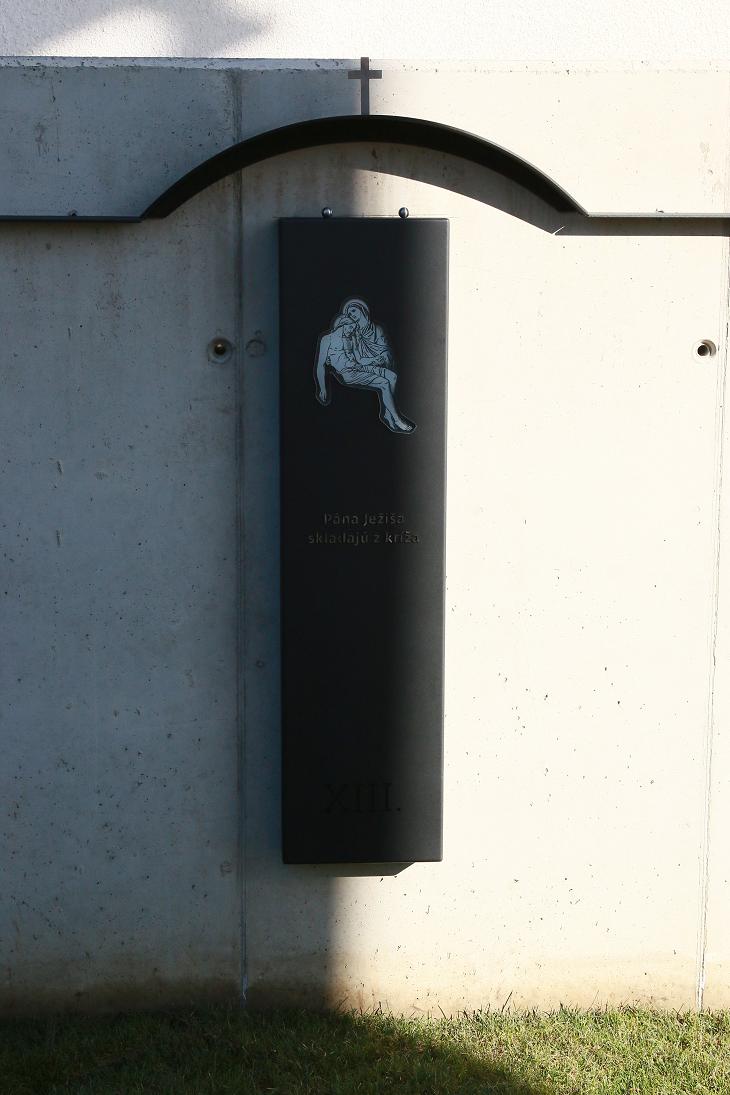 Pána Ježiša
skladajú z kríža
XIII.